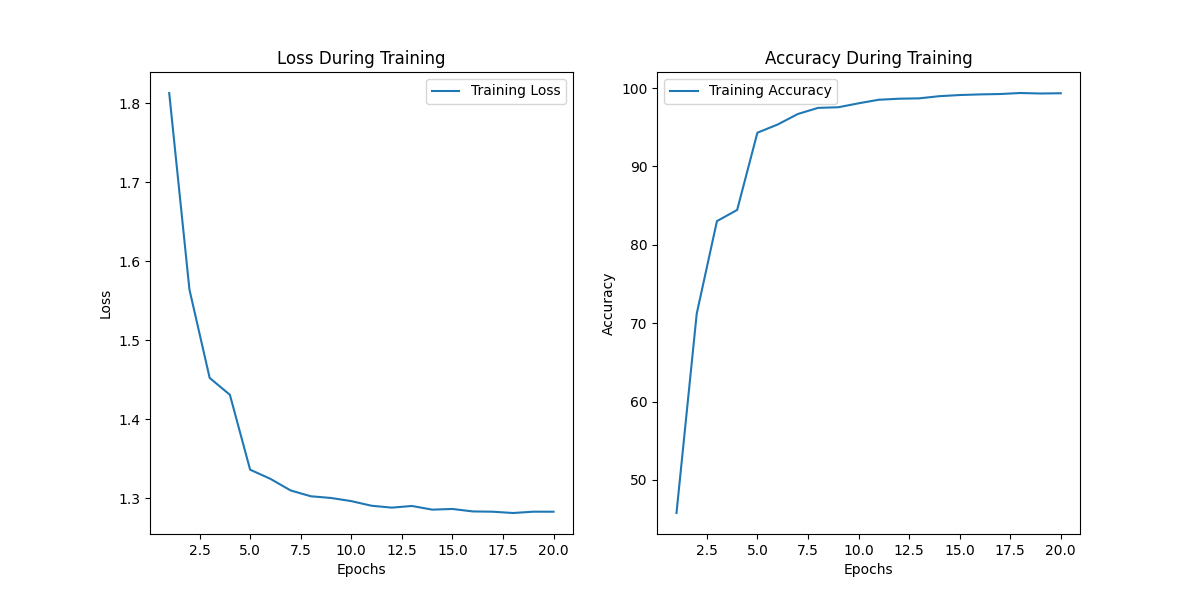 Loss During Training
Training Loss
Loss
1.8
1.7
1.6
1.5
1.4
1.3
2.5 5.0 7.5 10.0 12.5 15.0 17.5 20.0
Epochs
Accuracy During Training
Training Accuracy
Accuracy
100
90
80
70
60
50
2.5 5.0 7.5 10.0 12.5 15.0 17.5 20.0
Epochs